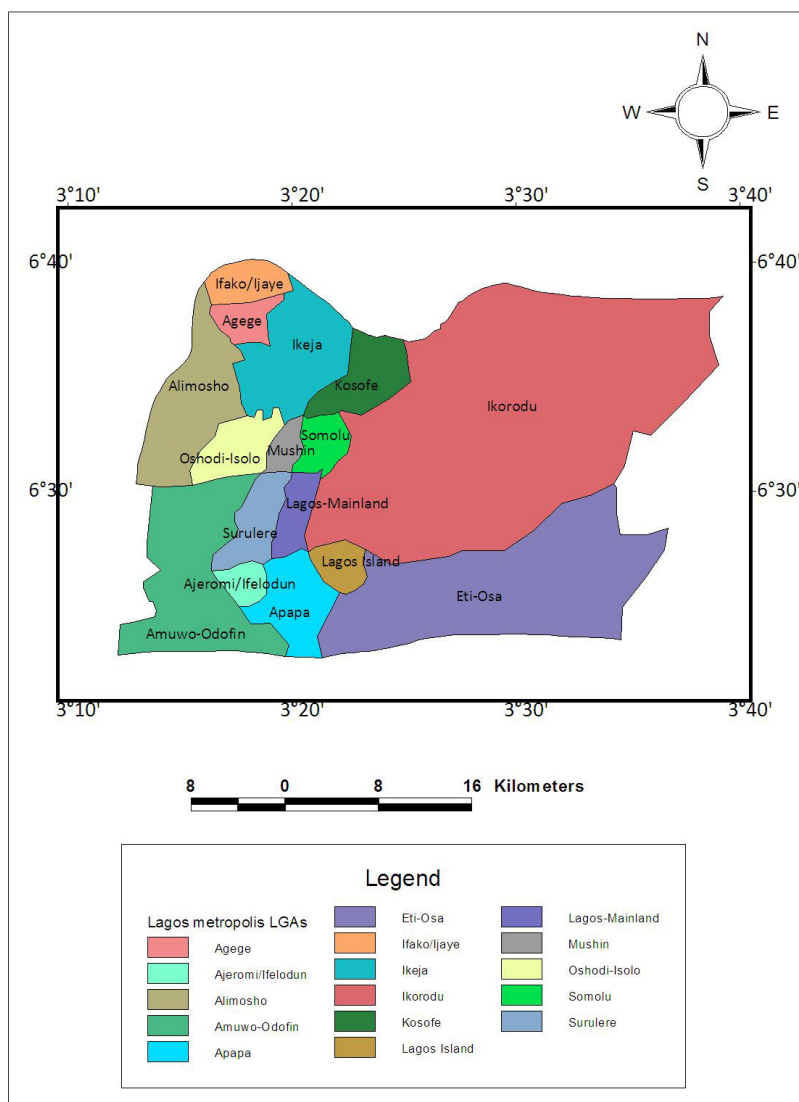 N
W E
S
3°10' 3°20' 3°30' 3°40'
6°40' 6°40'
Ifako/Ijaye
Agege
Ikeja
Alimosho
Kosofe
Ikorodu
Somolu
Mushin
Oshodi-Isolo
6°30' 6°30'
Lagos-Mainland
Surulere
Lagos Island
Ajeromi/Ifelodun
Eti-Osa
Apapa
Amuwo-Odofin
3°10' 3°20' 3°30' 3°40'
8 0 8 16 Kilometers
Legend
Lagos metropolis LGAs
Agege
Ajeromi/Ifelodun
Alimosho
Amuwo-Odofin
Apapa
Eti-Osa
Ifako/Ijaye
Ikeja
Ikorodu
Kosofe
Lagos Island
Lagos-Mainland
Mushin
Oshodi-Isolo
Somolu
Surulere